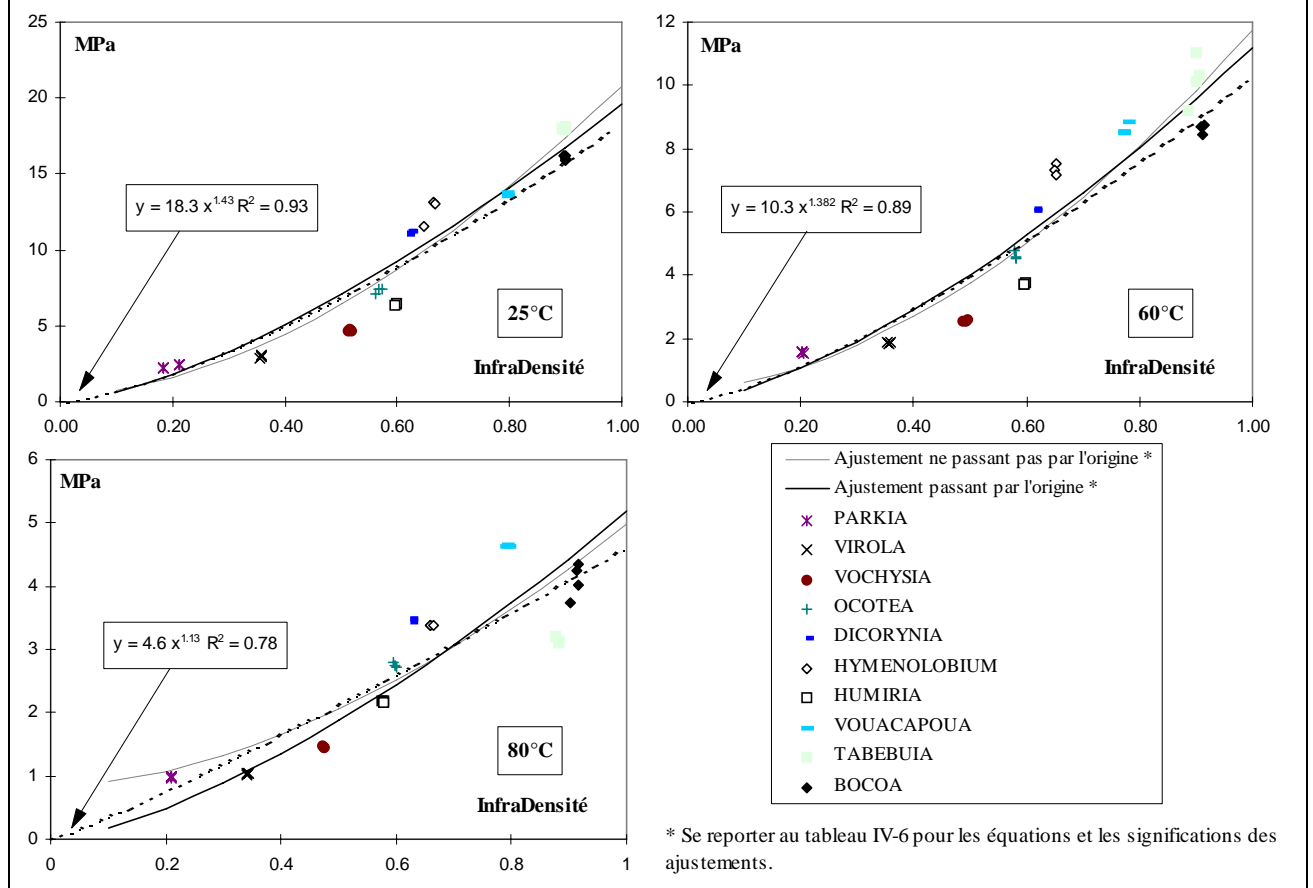 25
20
15
10
5
0
MPa
y = 18.3 x^1.43 R² = 0.93
25°C
InfraDensité
0.00 0.20 0.40 0.60 0.80 1.00
12
10
8
6
4
2
0
MPa
y = 10.3 x^1.382 R² = 0.89
60°C
InfraDensité
0.00 0.20 0.40 0.60 0.80 1.00
6
5
4
3
2
1
0
MPa
y = 4.6 x^1.13 R² = 0.78
80°C
InfraDensité
0 0.2 0.4 0.6 0.8 1
Ajustement ne passant pas par l'origine *
Ajustement passant par l'origine *
PARKIA
VIROLA
VOCHYSIA
OCOTEA
DICORYNIA
HYMENOLOBIUM
HUMIRIA
VOUACAPOUA
TABEBUIA
BOCOA
* Se reporter au tableau IV-6 pour les équations et les significations des
ajustements.